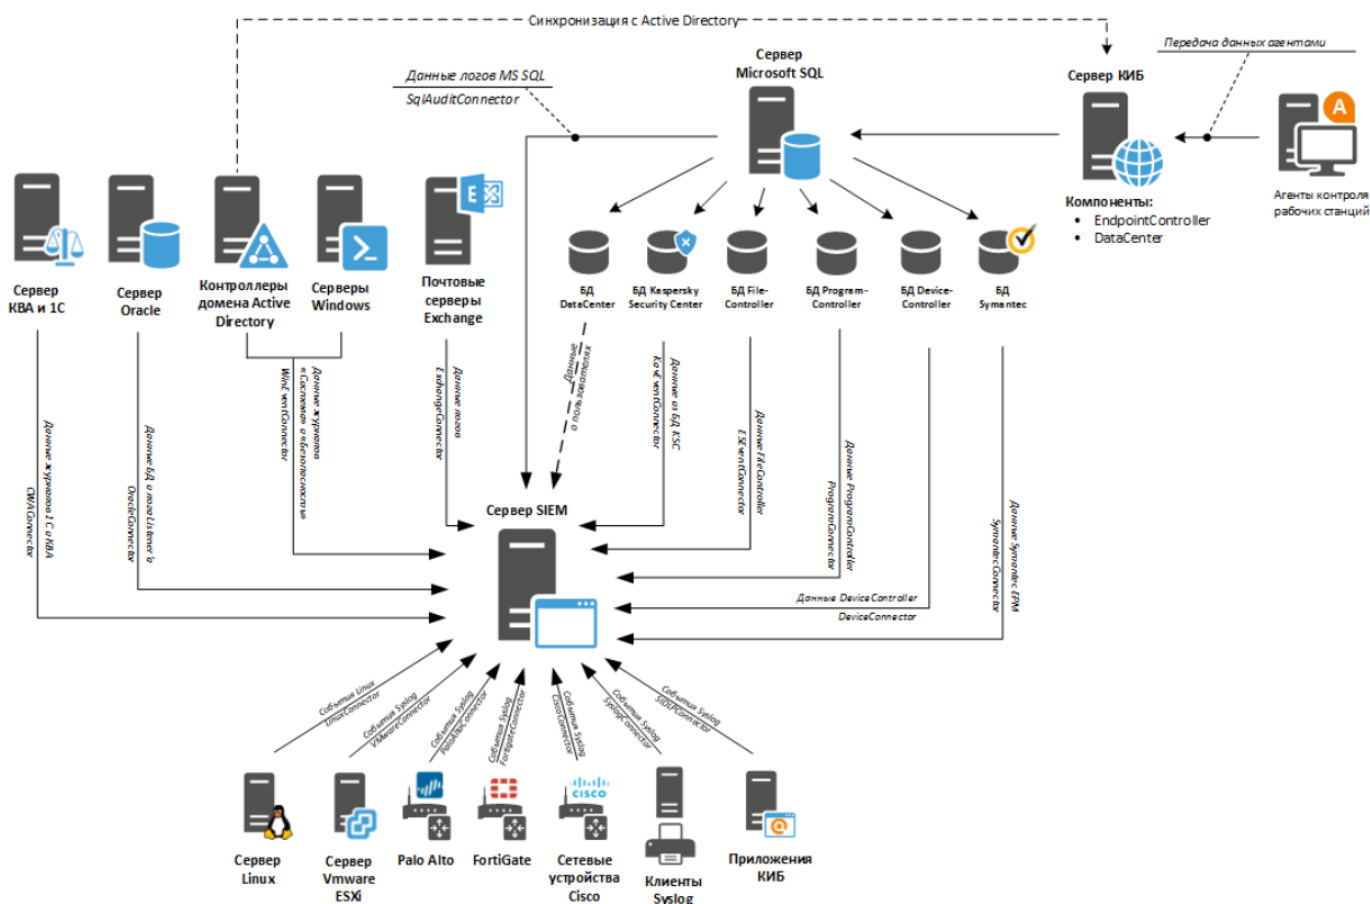 Синхронизация с Active Directory
Сервер
Microsoft SQL
Передача данных агентами
Данные логов MS SQL
SqlAuditConnector
Сервер КИБ
A
Компоненты:
• EndpointController
• DataCenter
Агенты контроля
рабочих станций
E
Сервер
КВА и 1С
Сервер
Oracle
Контроллеры
домена Active
Directory
Серверы
Windows
Почтовые
серверы
Exchange
БД
DataCenter
БД Kaspersky
Security Center
БД File-
Controller
БД Program-
Controller
БД Device-
Controller
БД
Symantec
Данные журналов 1С и КВА
CWAConnector
Данные БД и лога Listener'а
OracleConnector
Данные журналов
«Система» и «Безопасность»
WinEventConnector
Данные логов
ExchangeConnector
Данные
о пользователях
Данные из БД KSC
KavEventConnector
Данные FileController
ESEventConnector
Данные ProgramController
ProgramConnector
Данные DeviceController
DeviceConnector
Данные Symantec EPM
SymantecConnector
Сервер SIEM
События Linux
LinuxConnector
События Syslog
VMwareConnector
События Syslog
PaloAltoConnector
События Syslog
FortigateConnector
События Syslog
CiscoConnector
События Syslog
SyslogConnector
События Syslog
SIDLPConnector
CISCO
Сервер
Linux
Сервер
Vmware
ESXi
Palo Alto
FortiGate
Сетевые
устройства
Cisco
Клиенты
Syslog
Приложения
КИБ